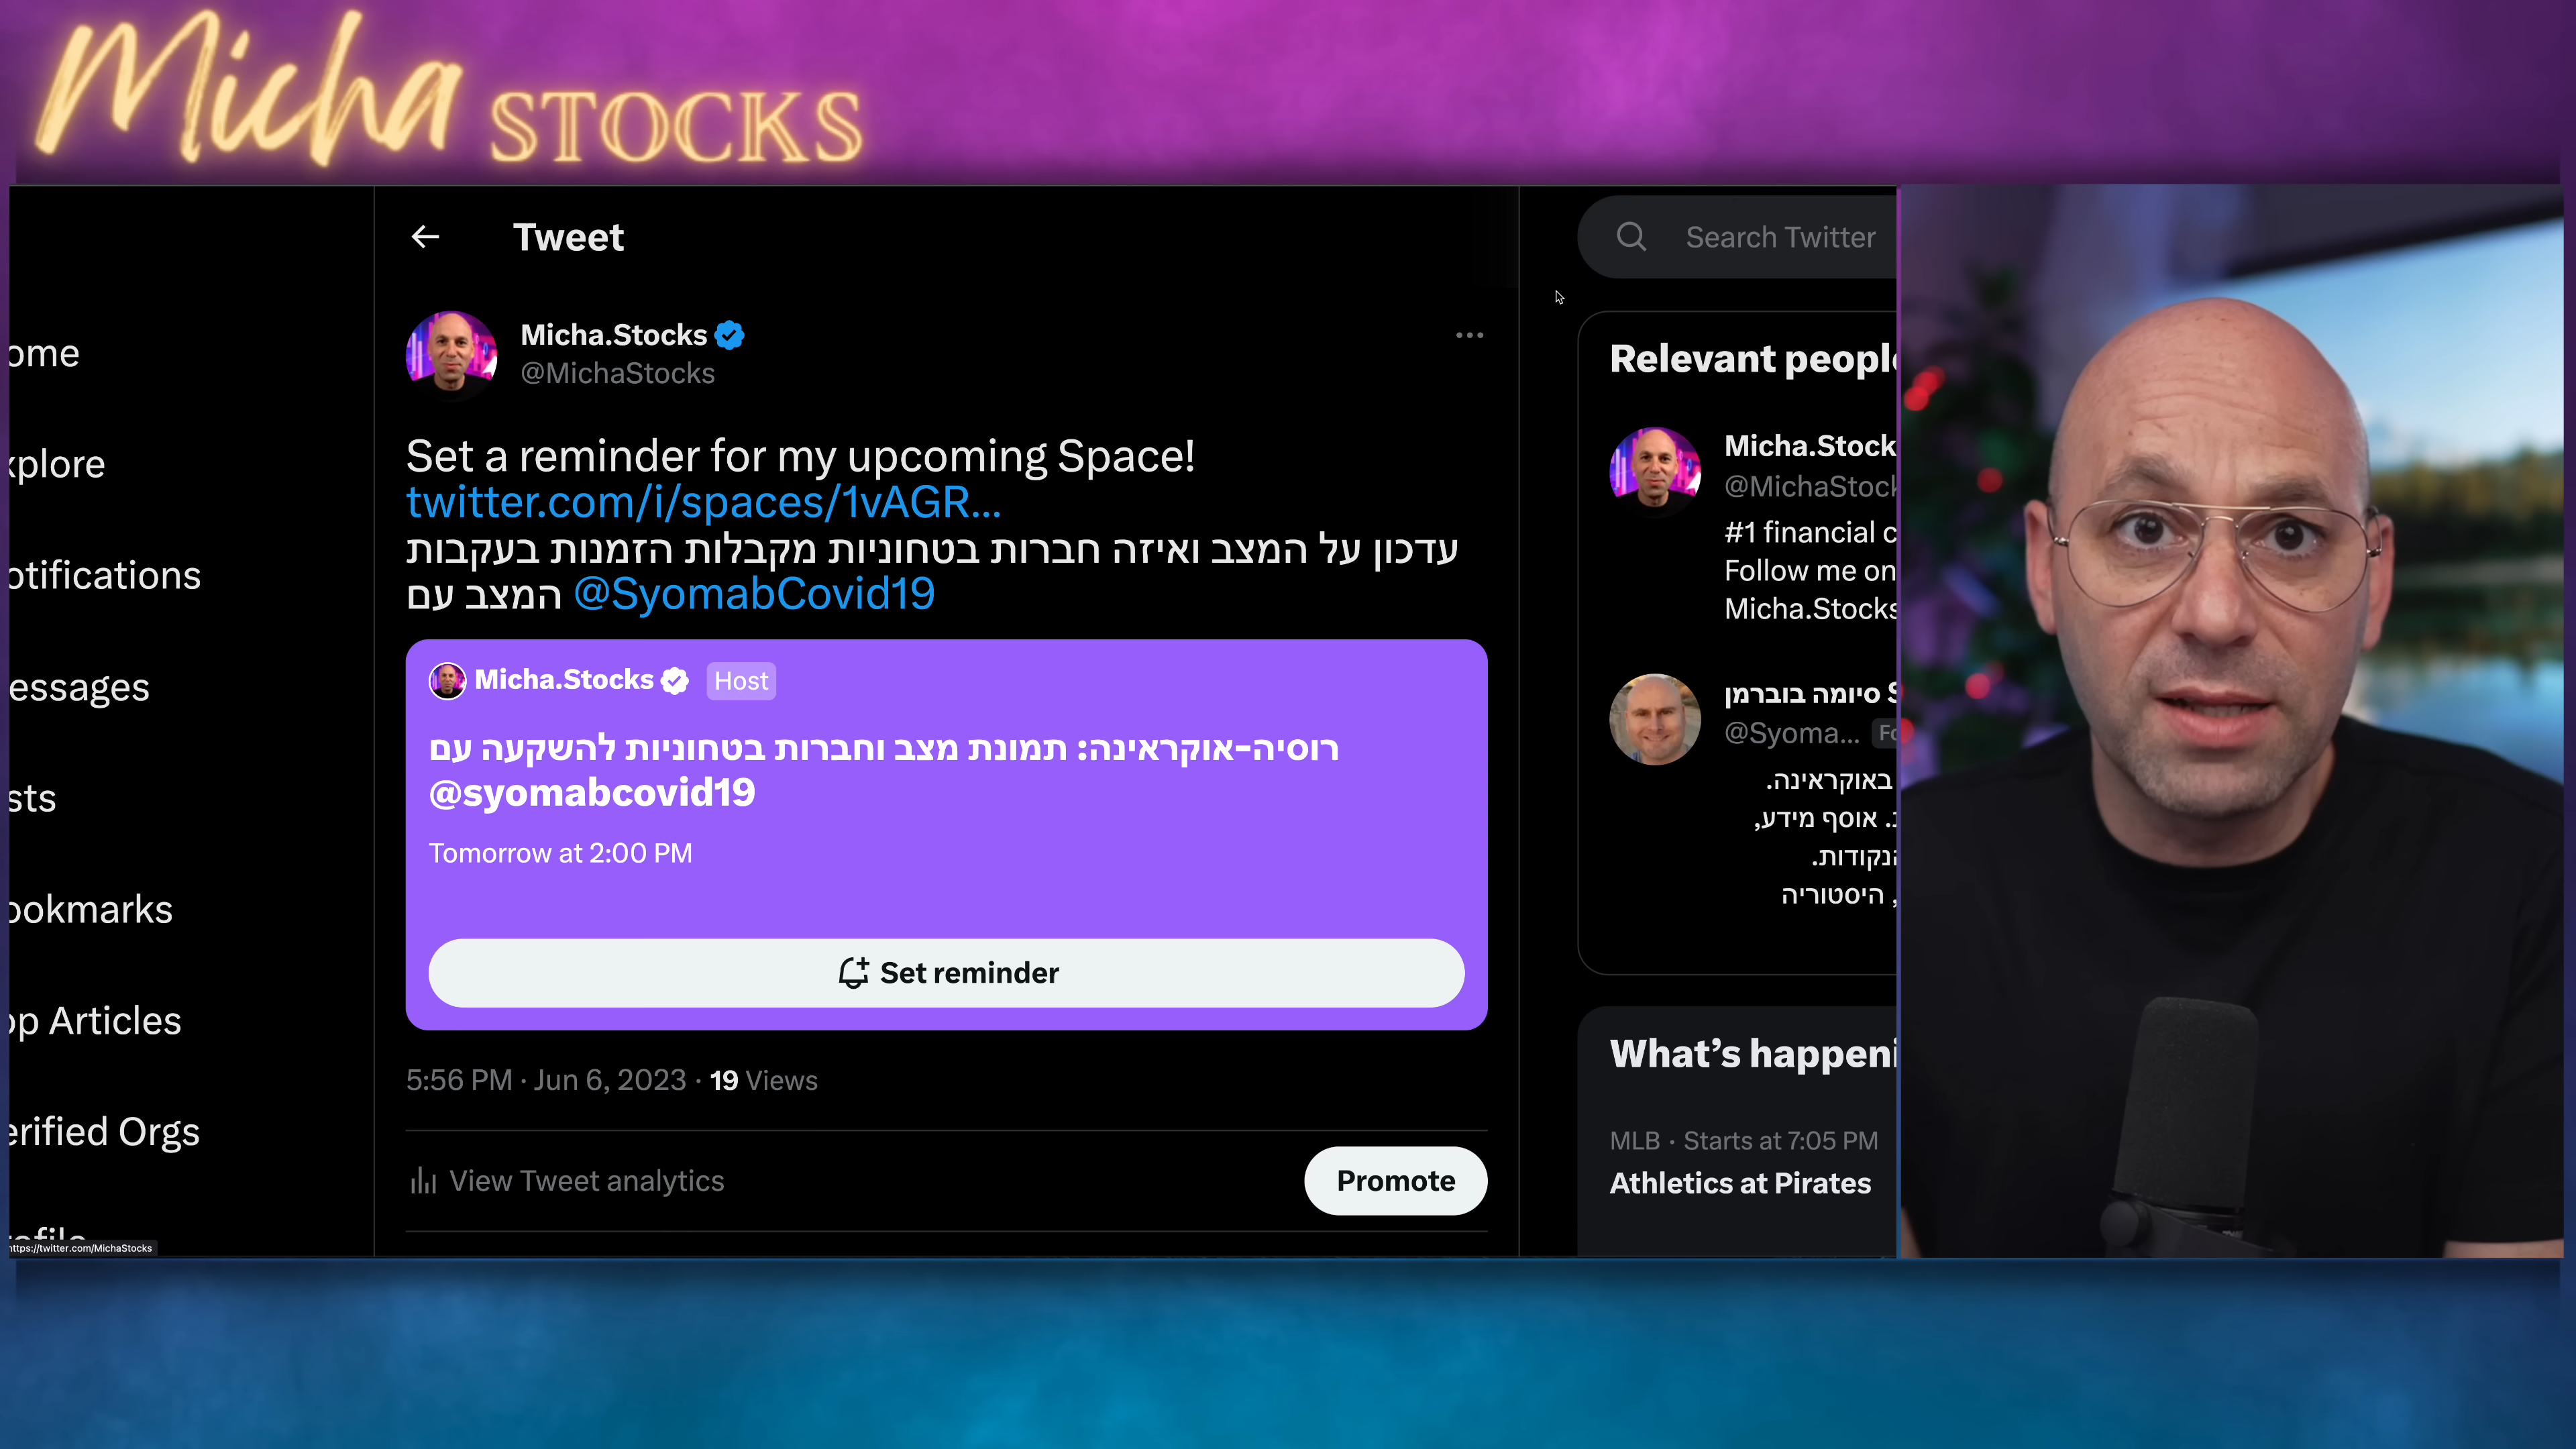 Micha STOCKS
Tweet
Search Twitter
ome
xplore
otifications
essages
sts
ookmarks
op Articles
erified Orgs
rofile
https://twitter.com/MichaStocks
Micha.Stocks
@MichaStocks
Set a reminder for my upcoming Space!
twitter.com/i/spaces/1vAGR...
עדכון על המצב ואיזה חברות בטחוניות מקבלות הזמנות בעקבות
המצב עם @SyomabCovid19
Micha.Stocks Host
רוסיה-אוקראינה: תמונת מצב וחברות בטחוניות להשקעה עם
@syomabcovid19
Tomorrow at 2:00 PM
Set reminder
5:56 PM · Jun 6, 2023 · 19 Views
View Tweet analytics
Promote
Relevant people
Micha.Stock
@MichaStock
#1 financial c
Follow me on
Micha.Stocks
סיומה בוברמן S
@Syoma... Fo
באוקראינה.
. אוסף מידע,
הנקודות.
, היסטוריה
What's happeni
MLB · Starts at 7:05 PM
Athletics at Pirates